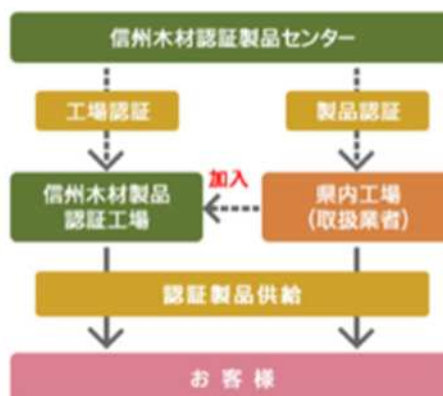 信州木材認証製品センター
工場認証
製品認証
信州木材製品
認証工場
加入
県内工場
(取扱業者)
認証製品供給
お客様